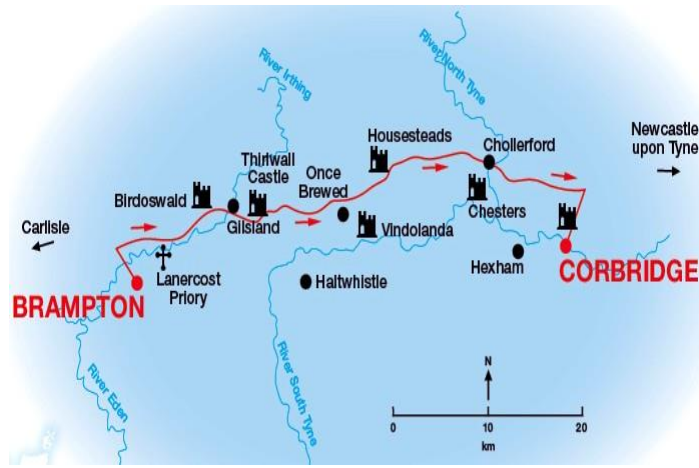 River Irthing
River North Tyne
Newcastle
upon Tyne
Housesteads
Chollerford
Thirlwall
Castle
Once
Brewed
Birdoswald
Carlisle
Gilsland
Vindolanda
Chesters
Lanercost
Priory
Haltwhistle
Hexham
CORBRIDGE
BRAMPTON
River Eden
River South Tyne
N
0
10
20
km